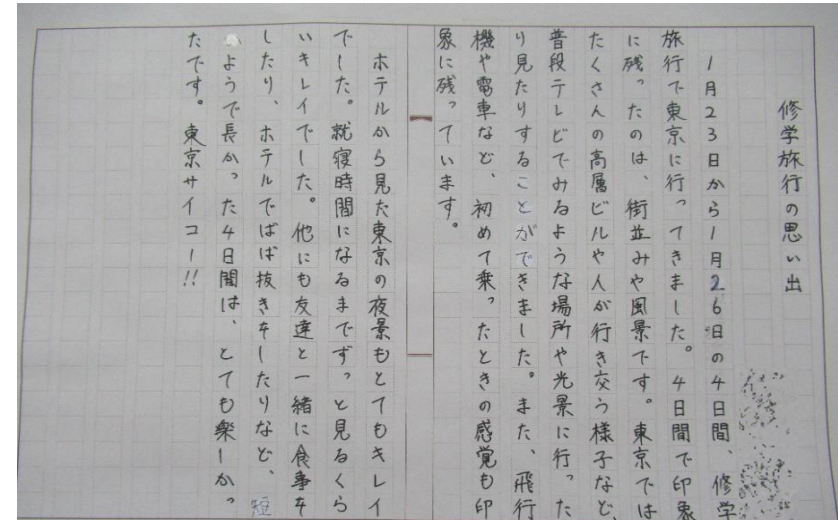 修学旅行の思い出
1月23日から1月26日の4日間、修学
旅行で東京に行ってきました。4日間で印象
に残ったのは、街並みや風景です。東京では
たくさんの高層ビルや人が行き交う様子など、
普段テレビでみるような場所や光景に行った
り見たりすることができました。また、飛行
機や電車など、初めて乗ったときの感覚も印
象に残っています。
ホテルから見た東京の夜景もとてもキレイ
でした。就寝時間になるまでずっと見るくら
いキレイでした。他にも友達と一緒に食事を
したり、ホテルでばば抜きをしたりなど、短
いようで長かった4日間は、とても楽しかっ
たです。東京サイコー!!